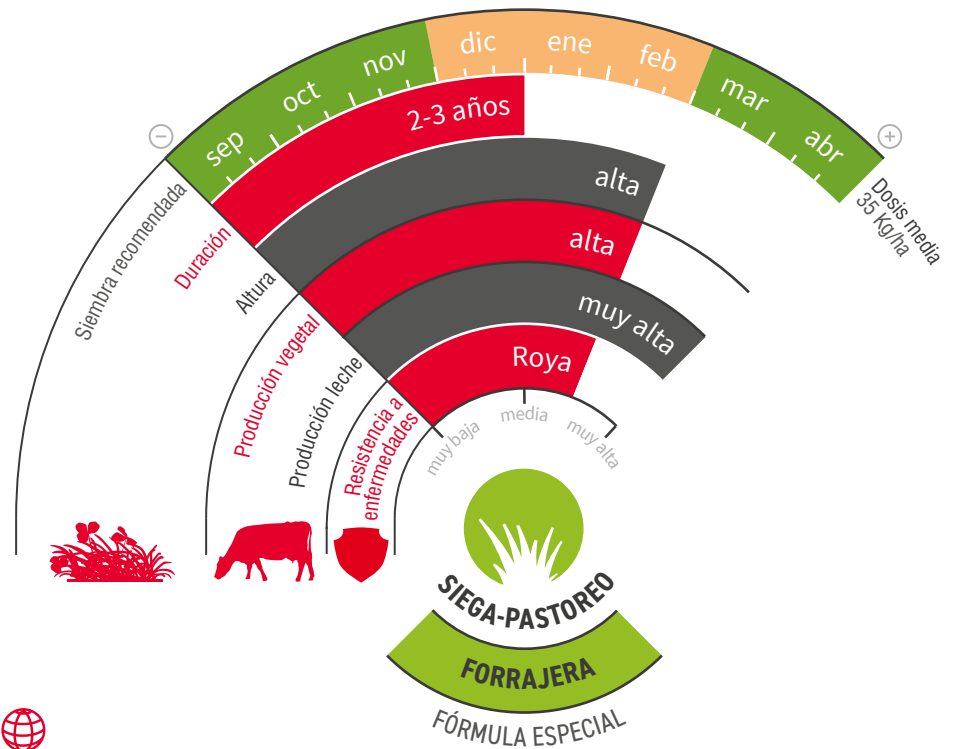 sep
oct
nov
dic
ene
feb
mar
abr
Siembra recomendada
Dosis media
35 Kg/ha
Duración
2-3 años
Altura
alta
Producción vegetal
alta
Producción leche
muy alta
Resistencia a
enfermedades
Roya
muy baja
media
muy alta
SIEGA-PASTOREO
FORRAJERA
FÓRMULA ESPECIAL